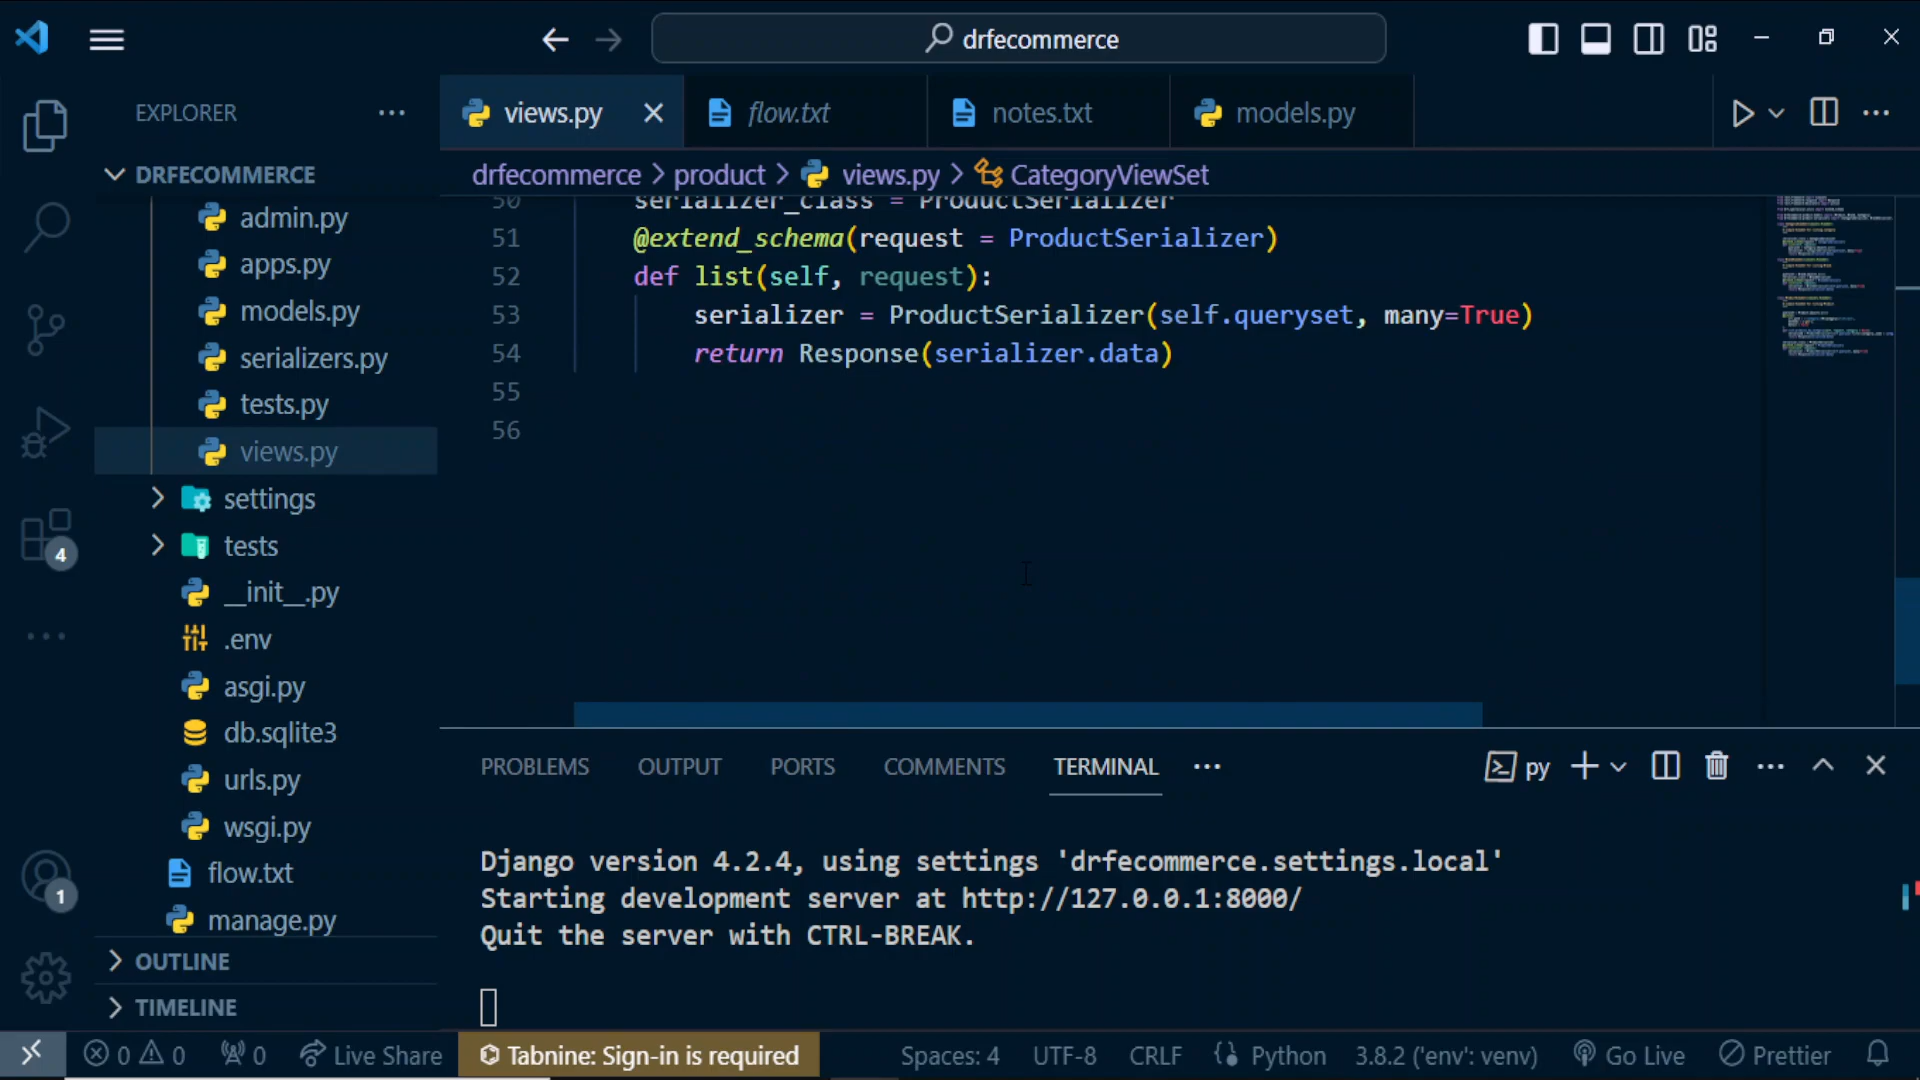 drfecommerce
EXPLORER
views.py
flow.txt
notes.txt
models.py
DRFECOMMERCE
drfecommerce > product > views.py > CategoryViewSet
admin.py
apps.py
models.py
serializers.py
tests.py
views.py
settings
tests
__init__.py
.env
asgi.py
db.sqlite3
urls.py
wsgi.py
flow.txt
manage.py
OUTLINE
TIMELINE
50 serializer_class = ProductSerializer
51 @extend_schema(request = ProductSerializer)
52 def list(self, request):
53 serializer = ProductSerializer(self.queryset, many=True)
54 return Response(serializer.data)
55
56
PROBLEMS OUTPUT PORTS COMMENTS TERMINAL
py
Django version 4.2.4, using settings 'drfecommerce.settings.local'
Starting development server at http://127.0.0.1:8000/
Quit the server with CTRL-BREAK.
4
1
0 0 0 Live Share Tabnine: Sign-in is required Spaces: 4 UTF-8 CRLF Python 3.8.2 ('env': venv) Go Live Prettier